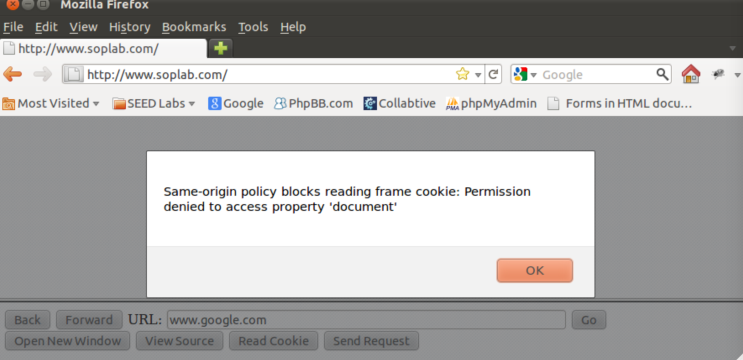 Mozilla Firefox
File Edit View History Bookmarks Tools Help
http://www.soplab.com/
http://www.soplab.com/ Google
Most Visited SEED Labs Google PhpBB.com Collabtive phpMyAdmin Forms in HTML docu...
Same-origin policy blocks reading frame cookie: Permission
denied to access property 'document'
OK
Back Forward URL: www.google.com Go
Open New Window View Source Read Cookie Send Request